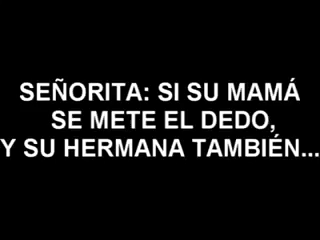 SEÑORITA: SI SU MAMÁ
SE METE EL DEDO,
Y SU HERMANA TAMBIÉN...